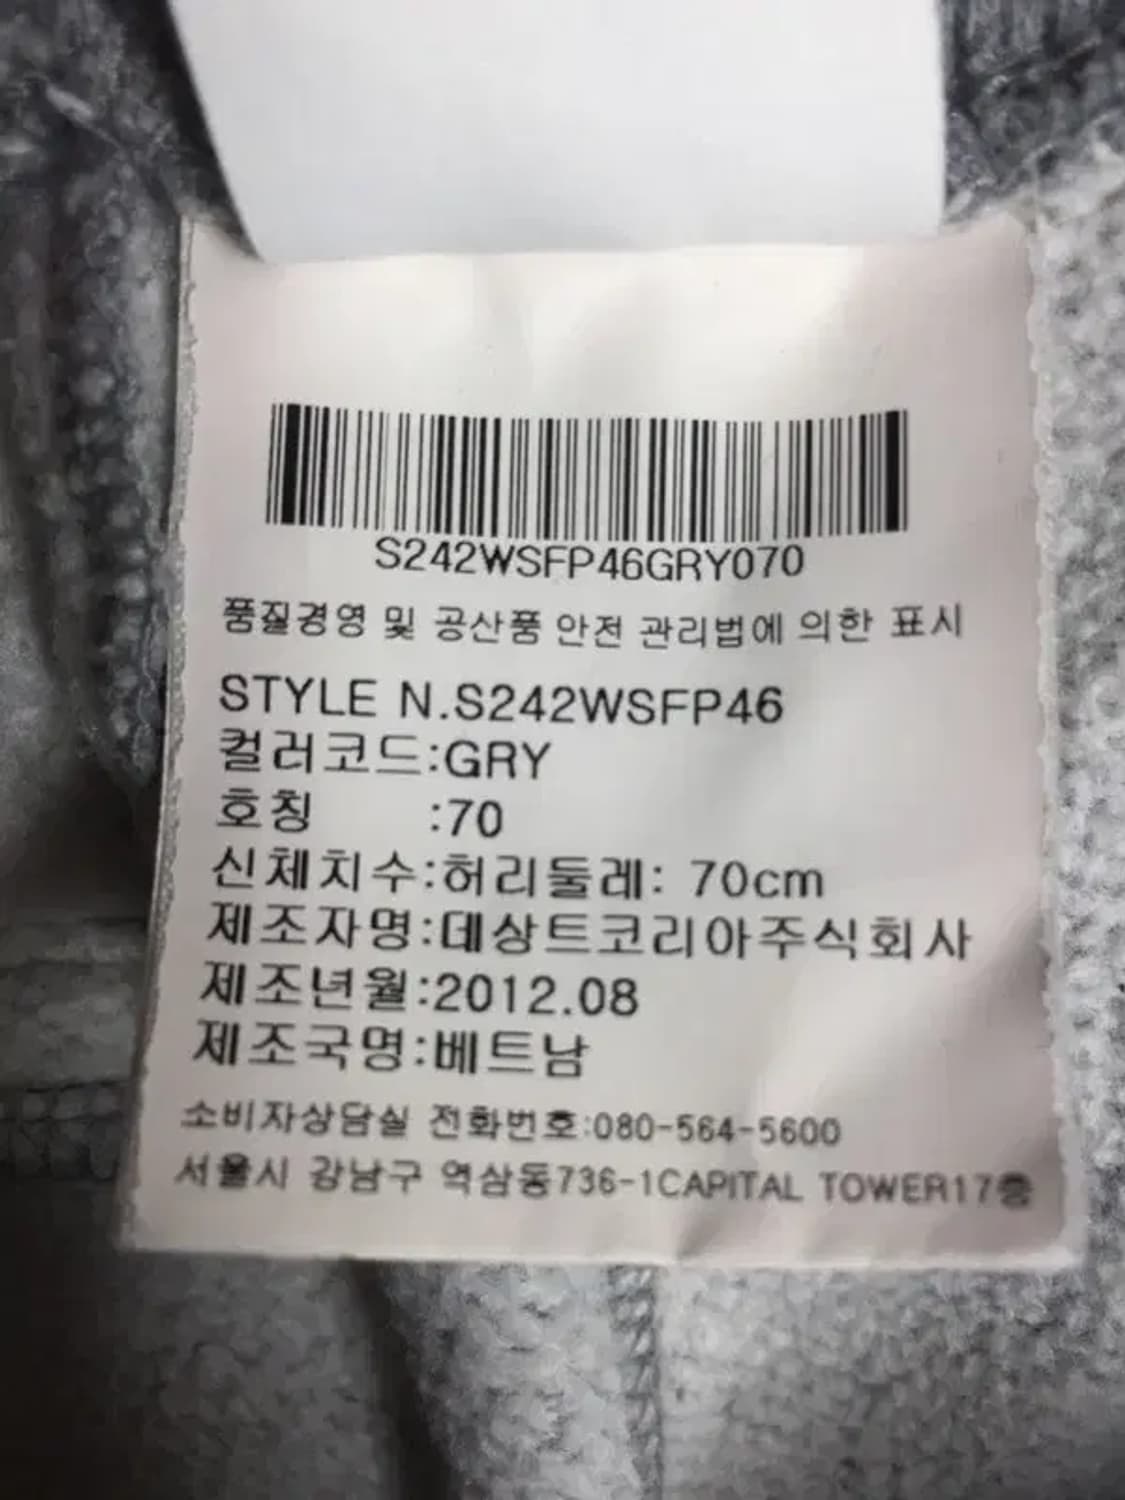 S242WSFP46GRY070
품질경영 및 공산품 안전 관리법에 의한 표시
STYLE N.S242WSFP46
컬러코드:GRY
호칭 :70
신체치수:허리둘레: 70cm
제조자명:데상트코리아주식회사
제조년월:2012.08
제조국명:베트남
소비자상담실 전화번호:080-564-5600
서울시 강남구 역삼동736-1CAPITAL TOWER17층